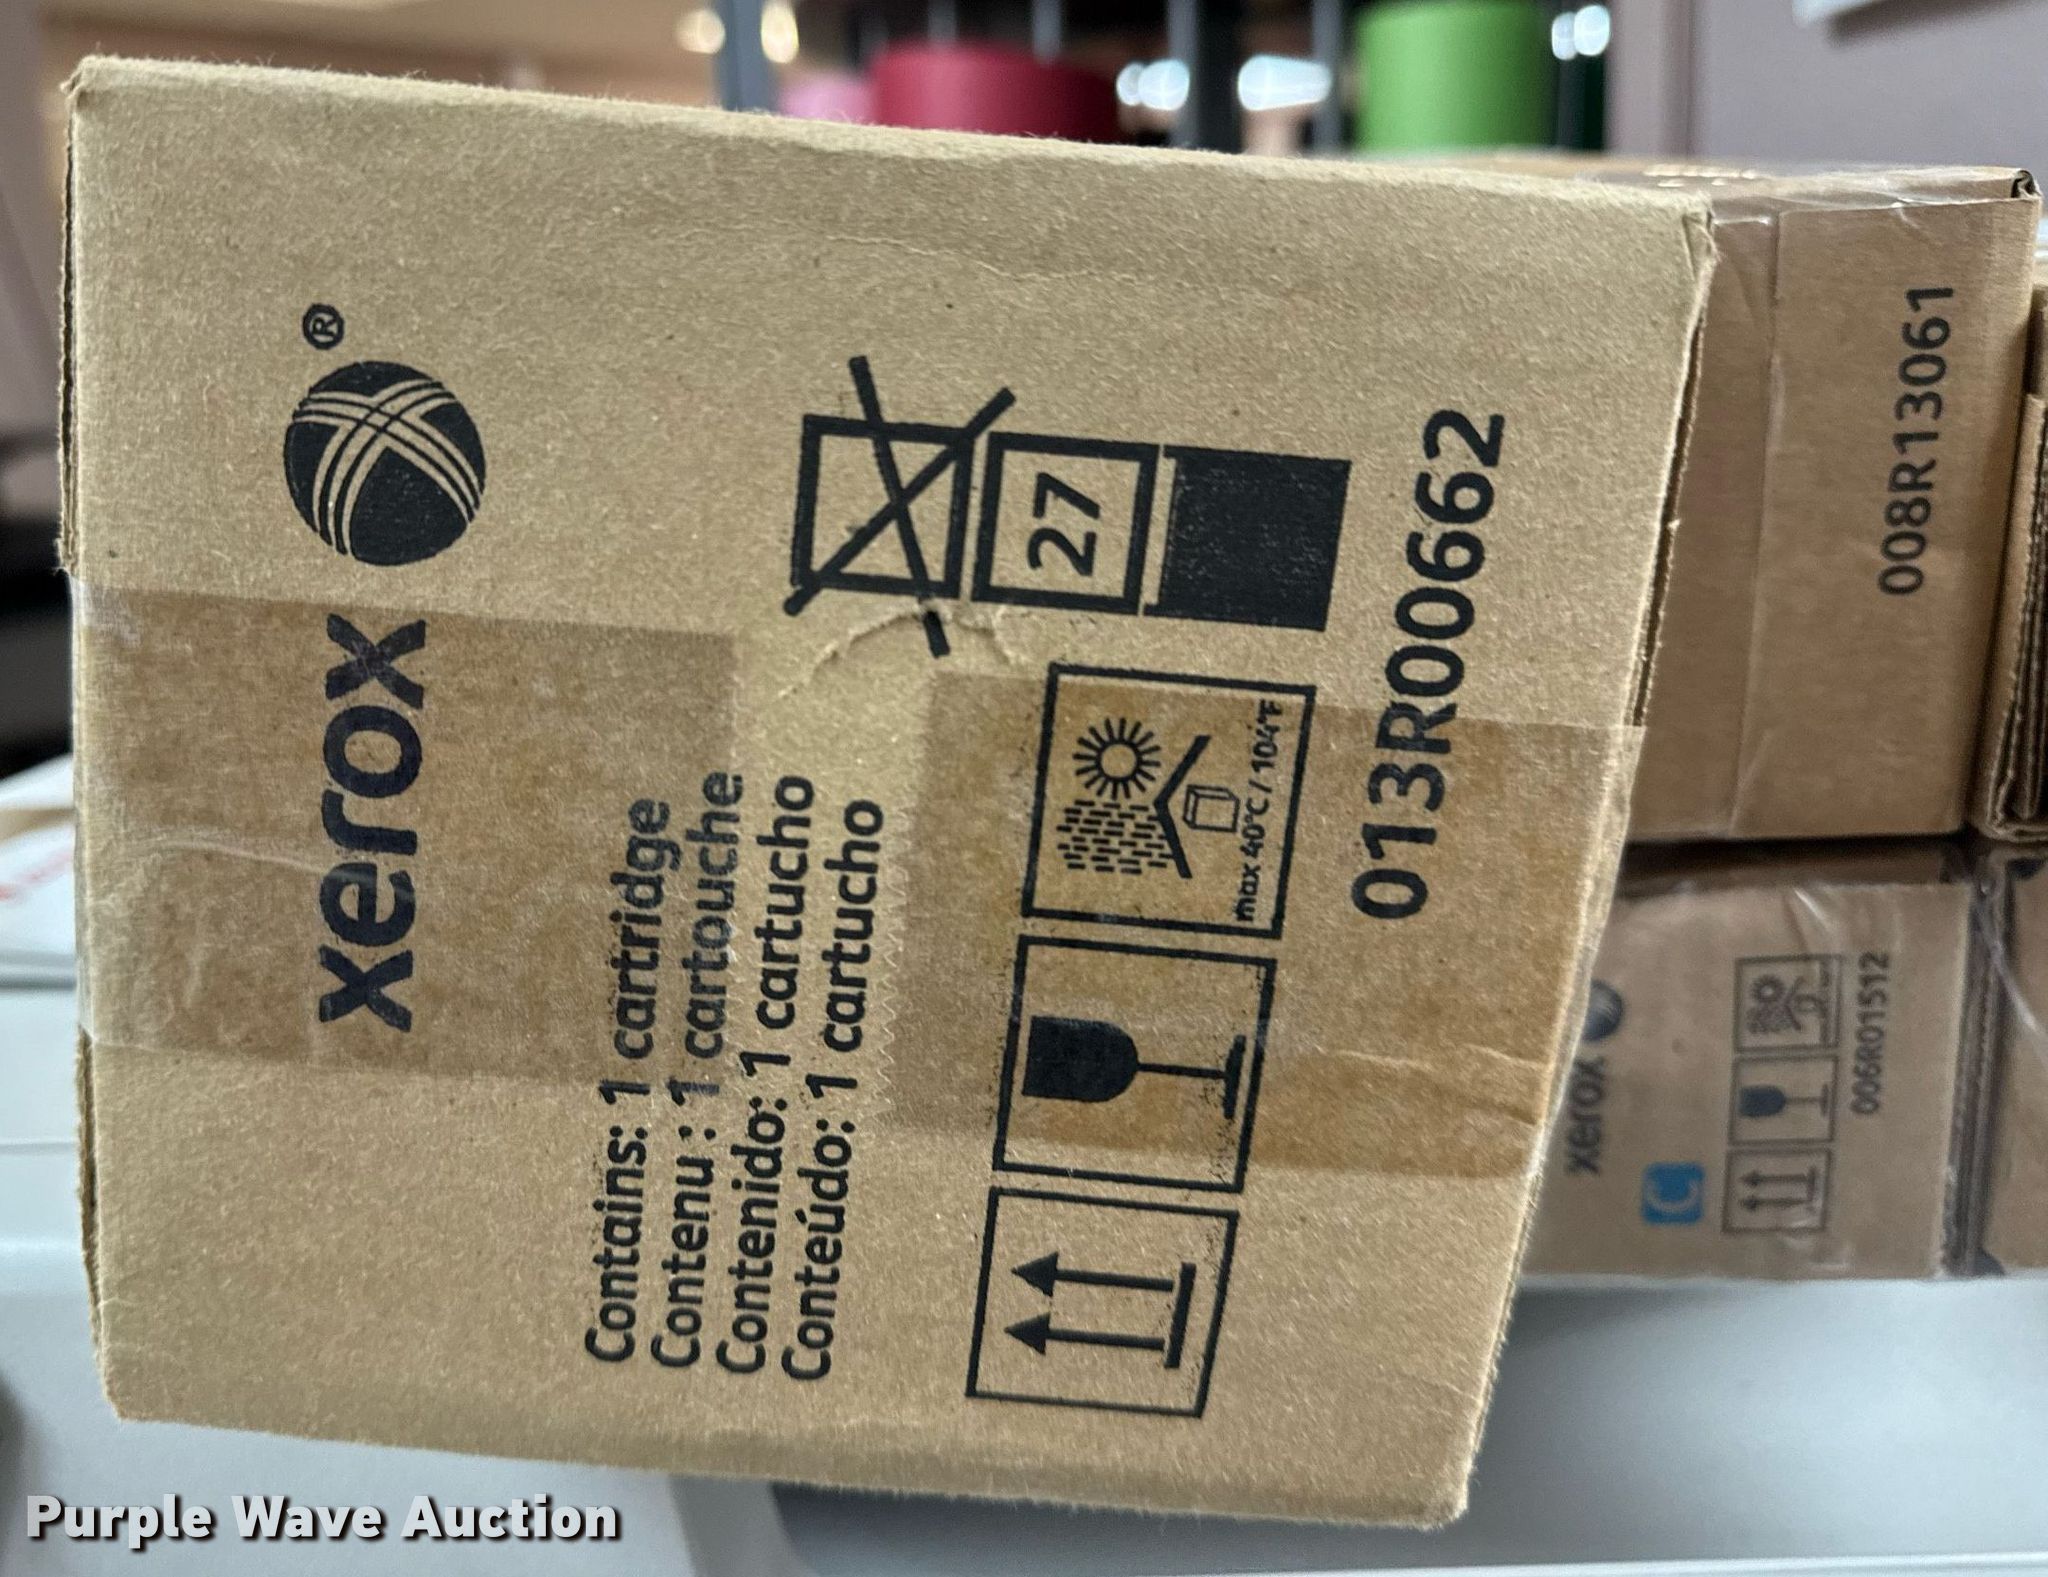 xerox ®
Contains: 1 cartridge
Contenu : 1 cartouche
Contenido: 1 cartucho
Conteúdo: 1 cartucho
27
max 40°C / 104°F
013R00662
008R13061
xerox
C
006R01512
Purple Wave Auction